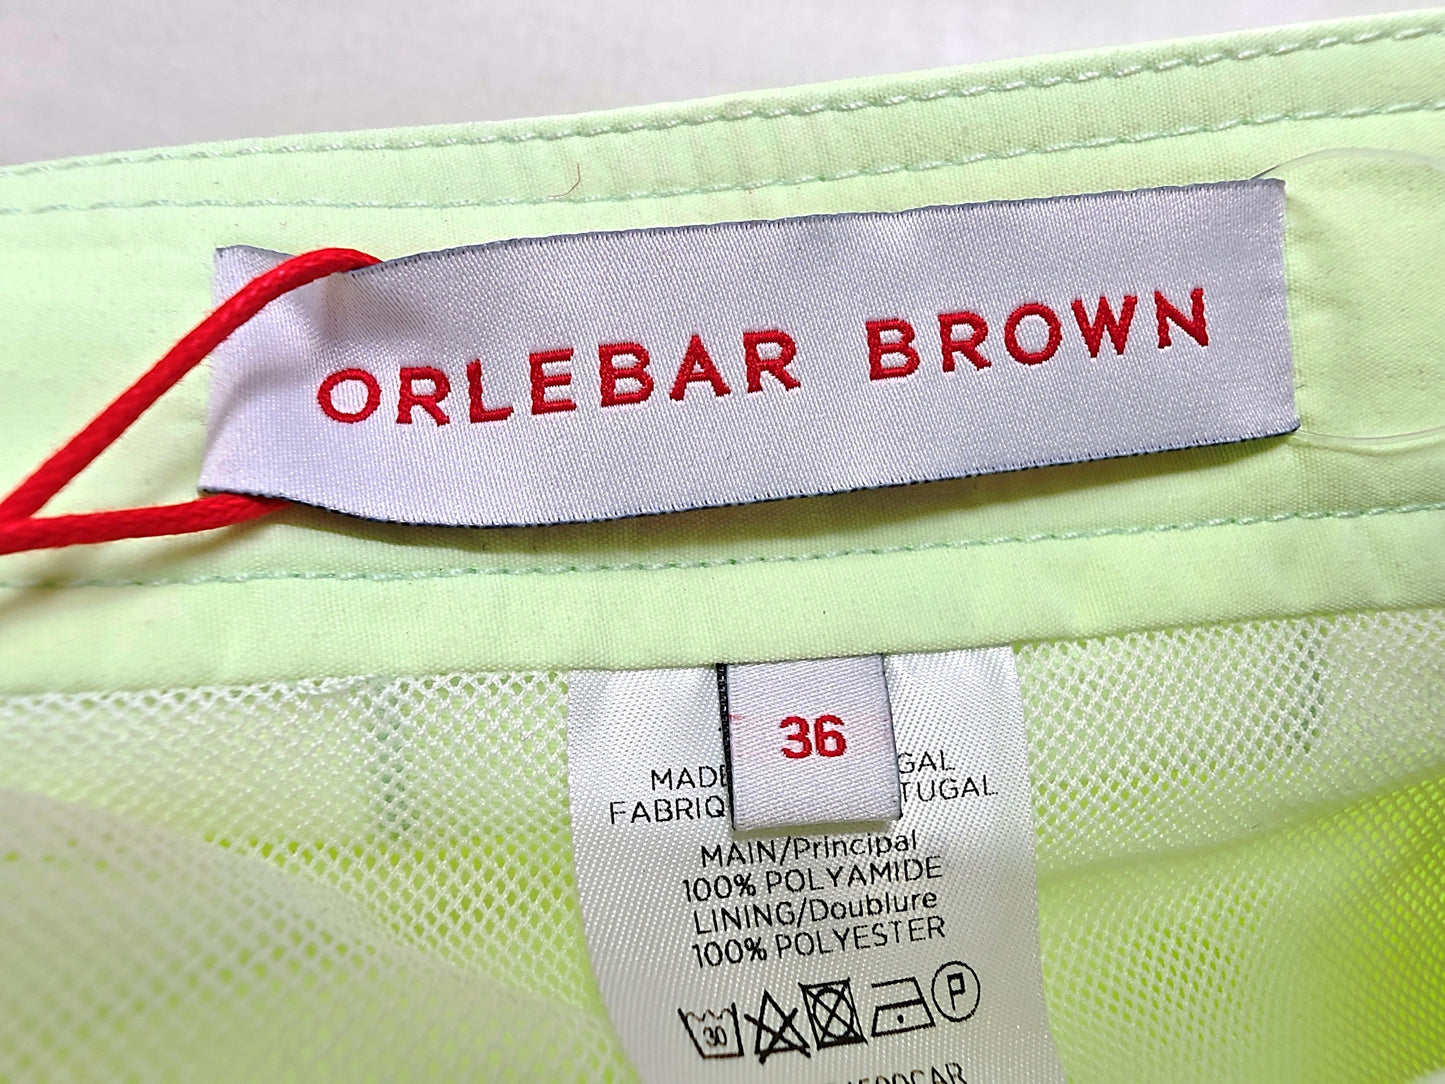 ORLEBAR BROWN
36
MADE
GAL
FABRIQ
TUGAL
MAIN/Principal
100% POLYAMIDE
LINING/Doublure
100% POLYESTER
30
P